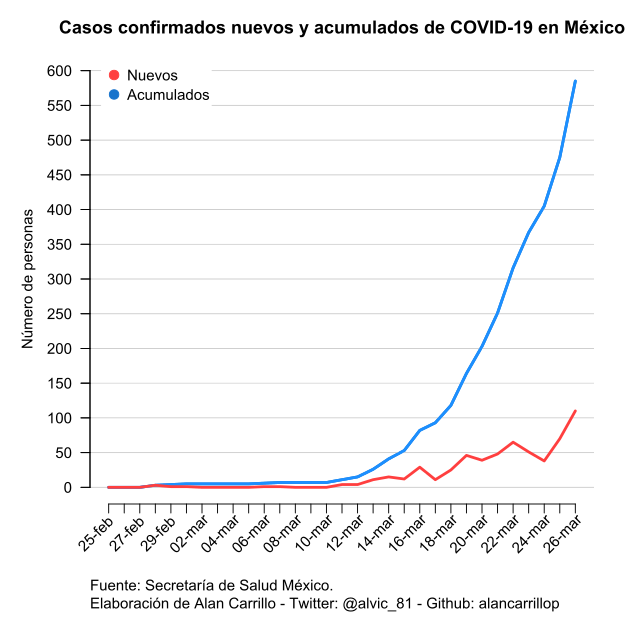 Casos confirmados nuevos y acumulados de COVID-19 en México
Nuevos
Acumulados
Número de personas
600
550
500
450
400
350
300
250
200
150
100
50
0
25-feb
27-feb
29-feb
02-mar
04-mar
06-mar
08-mar
10-mar
12-mar
14-mar
16-mar
18-mar
20-mar
22-mar
24-mar
26-mar
Fuente: Secretaría de Salud México.
Elaboración de Alan Carrillo - Twitter: @alvic_81 - Github: alancarrillop